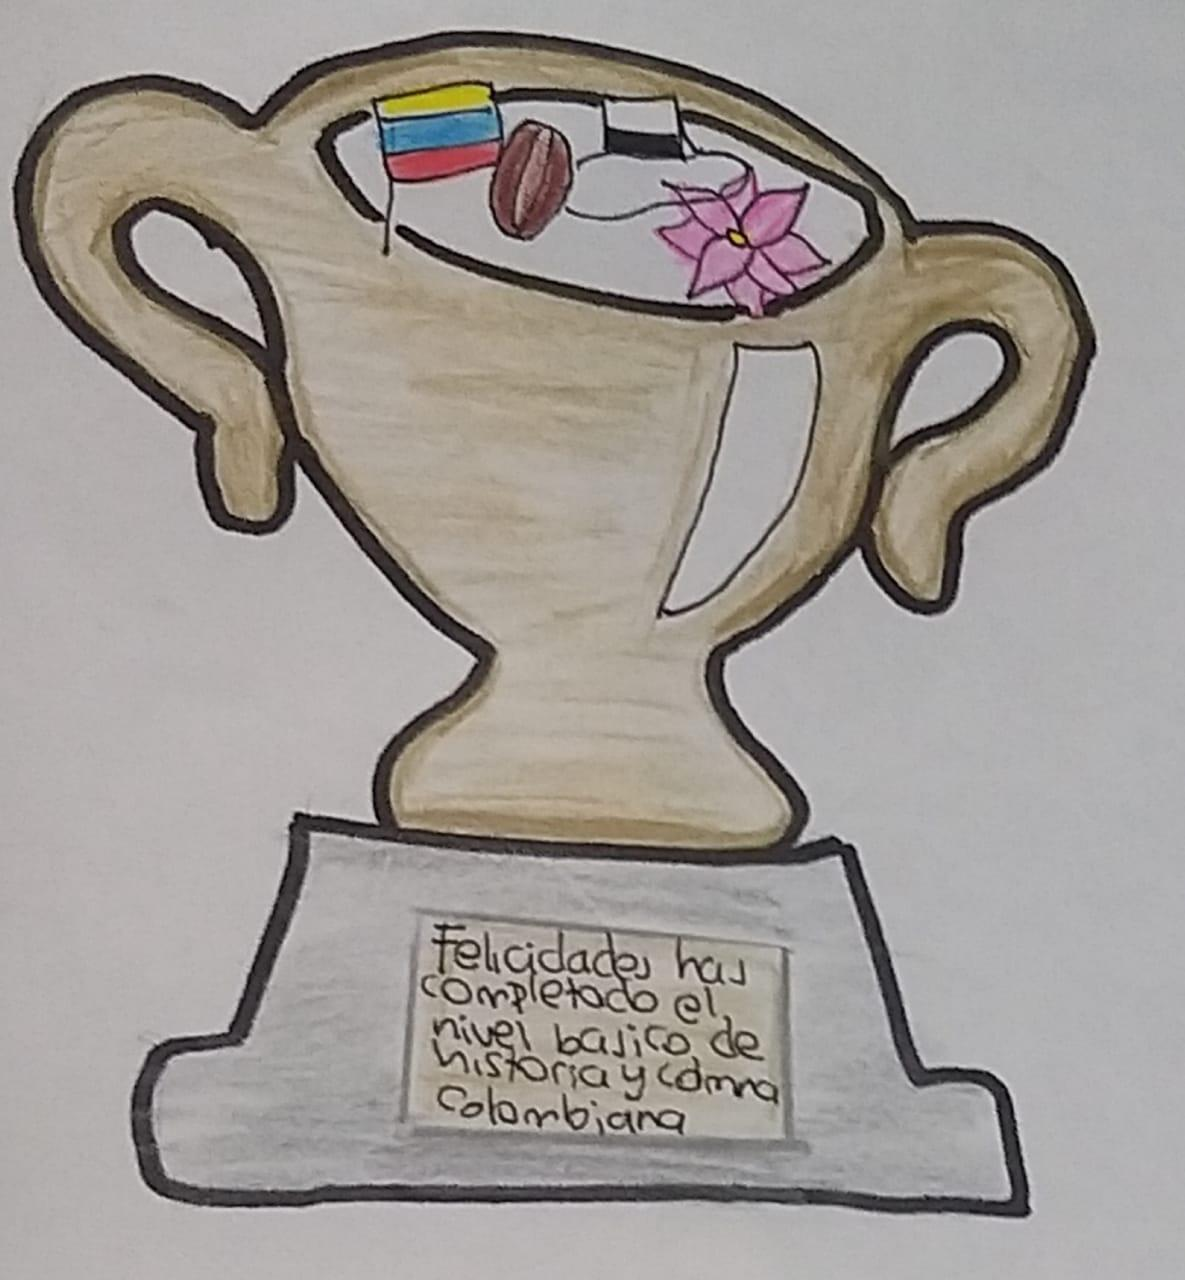 Felicidades has
completado el
nivel basico de
historia y
Colombiana